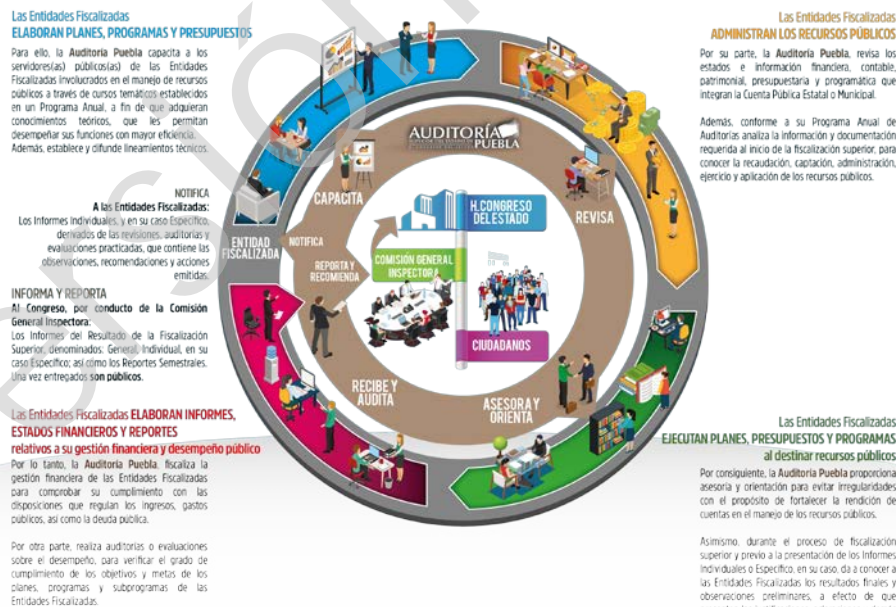 Las Entidades Fiscalizadas
ELABORAN PLANES, PROGRAMAS Y PRESUPUESTOS
Para ello, la Auditoría Puebla capacita a los
servidores(as) públicos(as) de las Entidades
Fiscalizadas involucrados en el manejo de recursos
públicos a través de cursos temáticos establecidos
en un Programa Anual, a fin de que adquieran
conocimientos teóricos, que les permitan
desempeñar sus funciones con mayor eficiencia.
Además, establece y difunde lineamientos técnicos.
NOTIFICA
A las Entidades Fiscalizadas:
Los Informes Individuales, y en su caso Específico,
derivados de las revisiones, auditorías y
evaluaciones practicadas, que contiene las
observaciones, recomendaciones y acciones
emitidas.
INFORMA Y REPORTA
Al Congreso, por conducto de la Comisión
General Inspectora:
Los Informes del Resultado de la Fiscalización
Superior, denominados: General, Individual, en su
caso Específico; así como los Reportes Semestrales.
Una vez entregados son públicos.
Las Entidades Fiscalizadas ELABORAN INFORMES,
ESTADOS FINANCIEROS Y REPORTES
relativos a su gestión financiera y desempeño público
Por lo tanto, la Auditoría Puebla, fiscaliza la
gestión financiera de las Entidades Fiscalizadas
para comprobar su cumplimiento con las
disposiciones que regulan los ingresos, gastos
públicos, así como la deuda pública.
Por otra parte, realiza auditorías o evaluaciones
sobre el desempeño, para verificar el grado de
cumplimiento de los objetivos y metas de los
planes, programas y subprogramas de las
Entidades Fiscalizadas.
AUDITORÍA
PUEBLA
CAPACITA
H. CONGRESO
DEL ESTADO
REVISA
ENTIDAD
FISCALIZADA
NOTIFICA
REPORTA Y
RECOMIENDA
COMISIÓN GENERAL
INSPECTORA
CIUDADANOS
RECIBE Y
AUDITA
ASESORA Y
ORIENTA
Las Entidades Fiscalizadas
ADMINISTRAN LOS RECURSOS PÚBLICOS
Por su parte, la Auditoría Puebla, revisa los
estados e información financiera, contable,
patrimonial, presupuestaria y programática que
integran la Cuenta Pública Estatal o Municipal.
Además, conforme a su Programa Anual de
Auditorías analiza la información y documentación
requerida al inicio de la fiscalización superior, para
conocer la recaudación, captación, administración,
ejercicio y aplicación de los recursos públicos.
Las Entidades Fiscalizadas
EJECUTAN PLANES, PRESUPUESTOS Y PROGRAMAS
al destinar recursos públicos
Por consiguiente, la Auditoría Puebla proporciona
asesoría y orientación para evitar irregularidades
con el propósito de fortalecer la rendición de
cuentas en el manejo de los recursos públicos.
Asimismo, durante el proceso de fiscalización
superior y previo a la presentación de los Informes
Individuales o Específico, en su caso, da a conocer a
las Entidades Fiscalizadas los resultados finales y
observaciones preliminares, a efecto de que